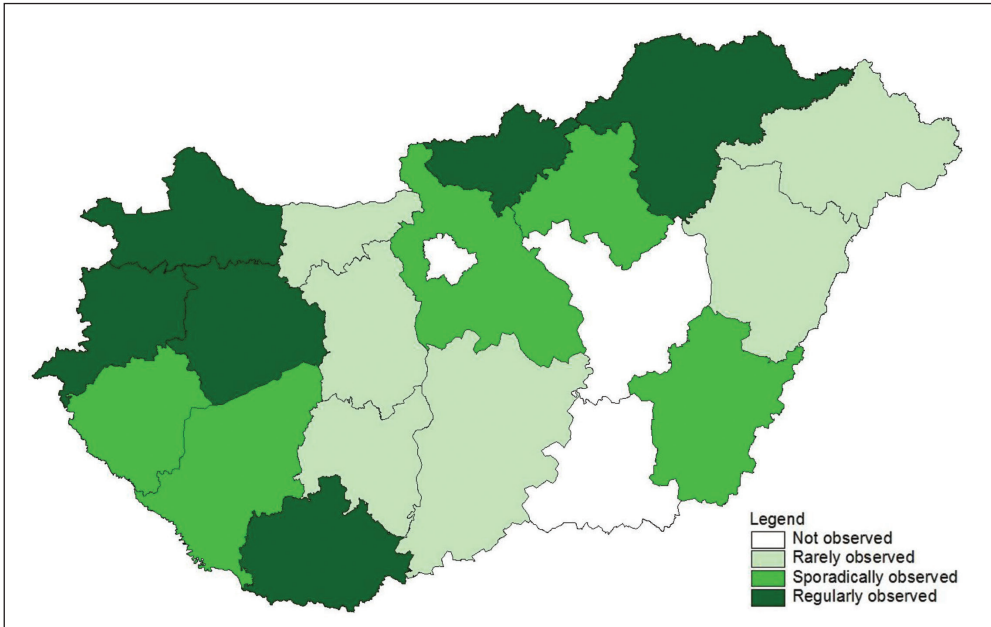 Legend
Not observed
Rarely observed
Sporadically observed
Regularly observed